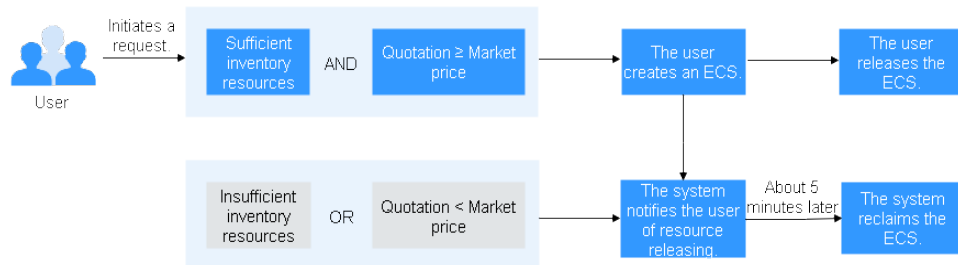 Initiates a
request.
User
Sufficient
inventory
resources
AND
Quotation ≥ Market
price
The user
creates an ECS.
The user
releases the
ECS.
Insufficient
inventory
resources
OR
Quotation < Market
price
The system
notifies the user
of resource
releasing.
About 5
minutes later
The system
reclaims the
ECS.